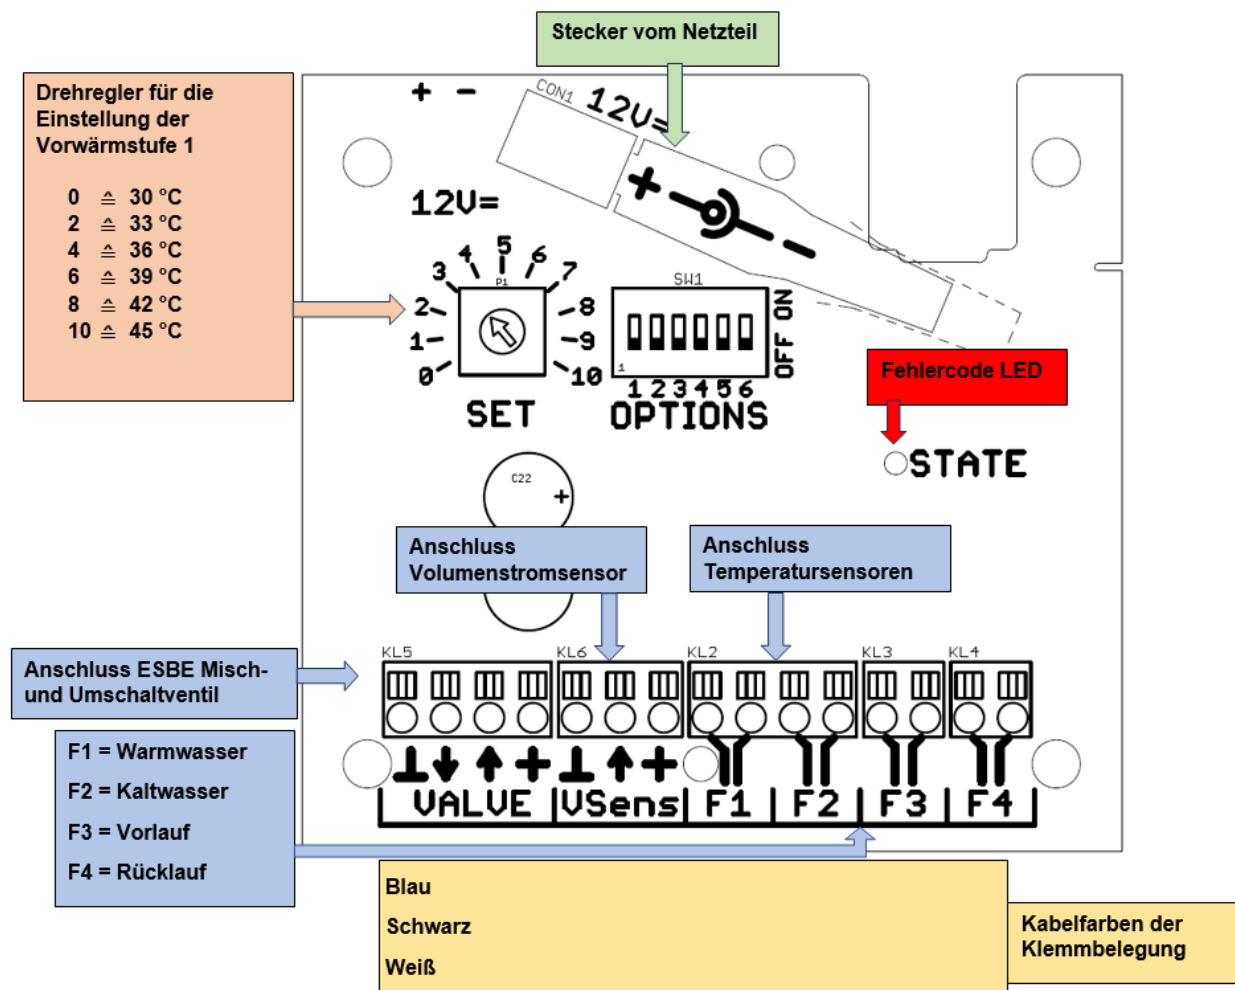 Stecker vom Netzteil
Drehregler für die
Einstellung der
Vorwärmstufe 1
0 ≙ 30 °C
2 ≙ 33 °C
4 ≙ 36 °C
6 ≙ 39 °C
8 ≙ 42 °C
10 ≙ 45 °C
+ -
CON1
12V=
+ -
12V=
0 1 2 3 4 5 6 7 8 9 10
P1
SET
SW1
1
OFF ON
1 2 3 4 5 6
OPTIONS
Fehlercode LED
STATE
C22
+
Anschluss
Volumenstromsensor
Anschluss
Temperatursensoren
Anschluss ESBE Misch-
und Umschaltventil
KL5 KL6 KL2 KL3 KL4
+ +
VALVE VSens F1 F2 F3 F4
F1 = Warmwasser
F2 = Kaltwasser
F3 = Vorlauf
F4 = Rücklauf
Blau
Schwarz
Weiß
Kabelfarben der
Klemmbelegung